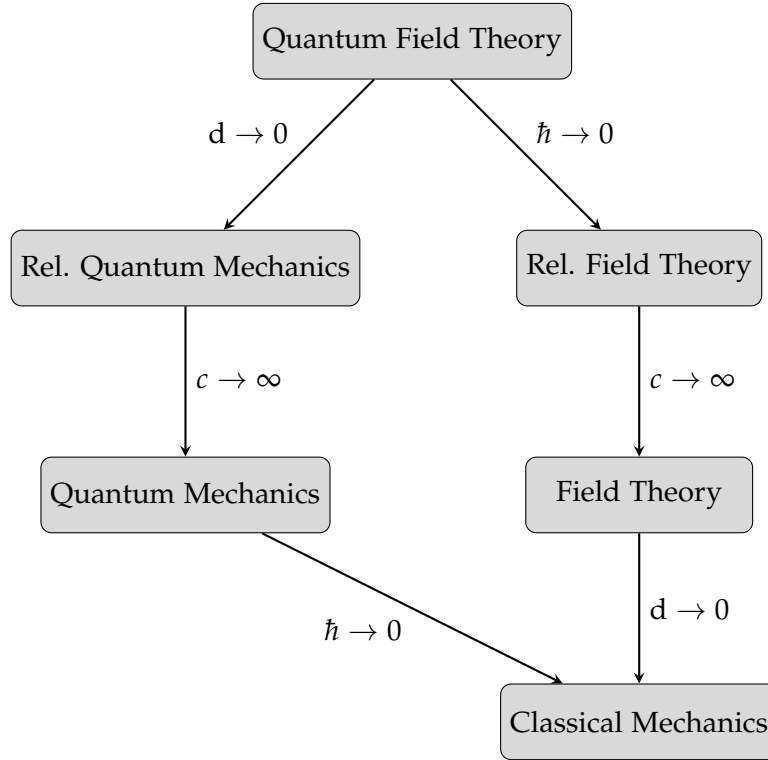 Quantum Field Theory
d → 0
ħ → 0
Rel. Quantum Mechanics
Rel. Field Theory
c → ∞
c → ∞
Quantum Mechanics
Field Theory
ħ → 0
d → 0
Classical Mechanics